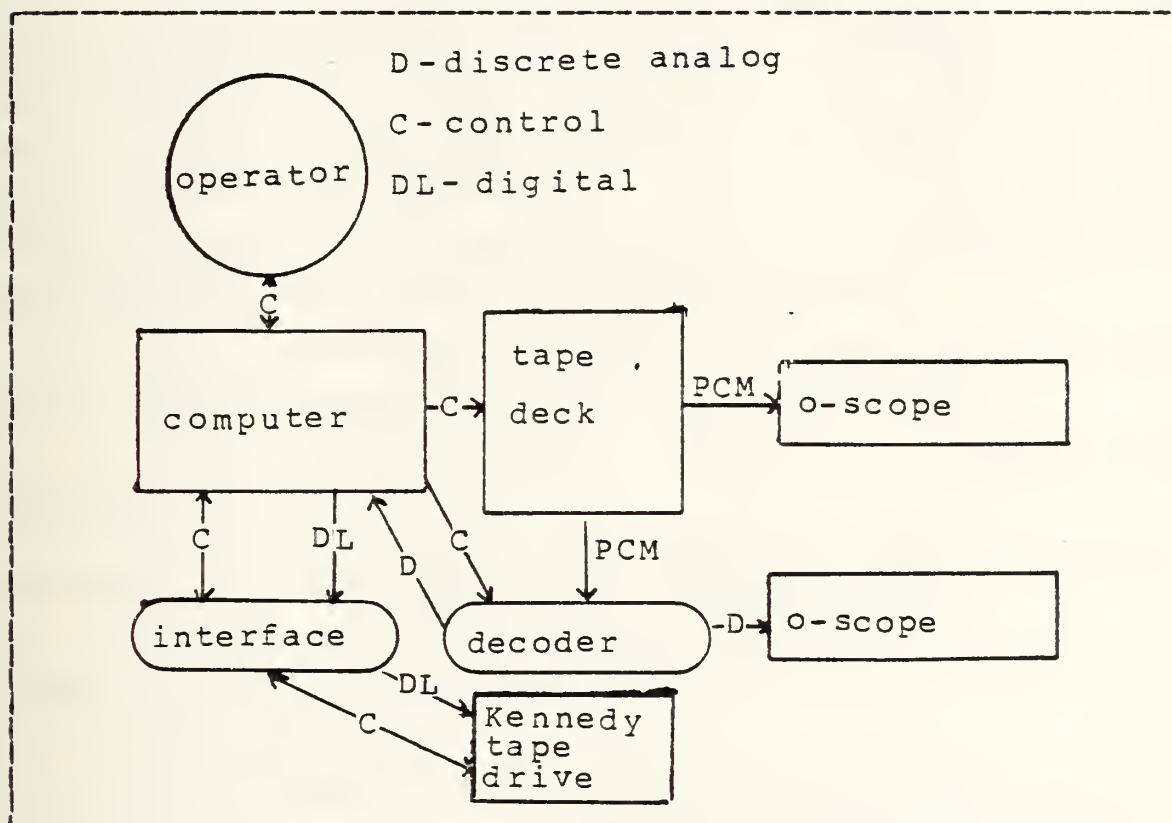 D-discrete analog
C-control
DL-digital
operator
C
computer
C
tape
deck
PCM
o-scope
C
DL
D
C
PCM
interface
decoder
D
o-scope
DL
C
Kennedy
tape
drive